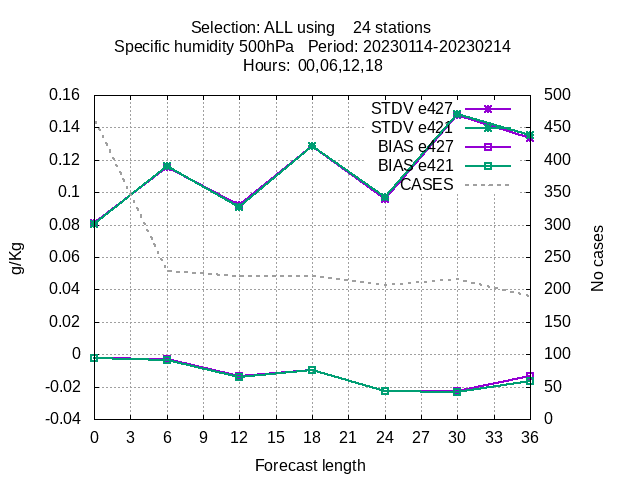 Selection: ALL using 24 stations
Specific humidity 500hPa Period: 20230114-20230214
Hours: 00,06,12,18
0.16
0.14
0.12
0.1
0.08
0.06
0.04
0.02
0
-0.02
-0.04
g/Kg
STDV e427
STDV e421
BIAS e427
BIAS e421
CASES
500
450
400
350
300
250
200
150
100
50
0
No cases
0 3 6 9 12 15 18 21 24 27 30 33 36
Forecast length